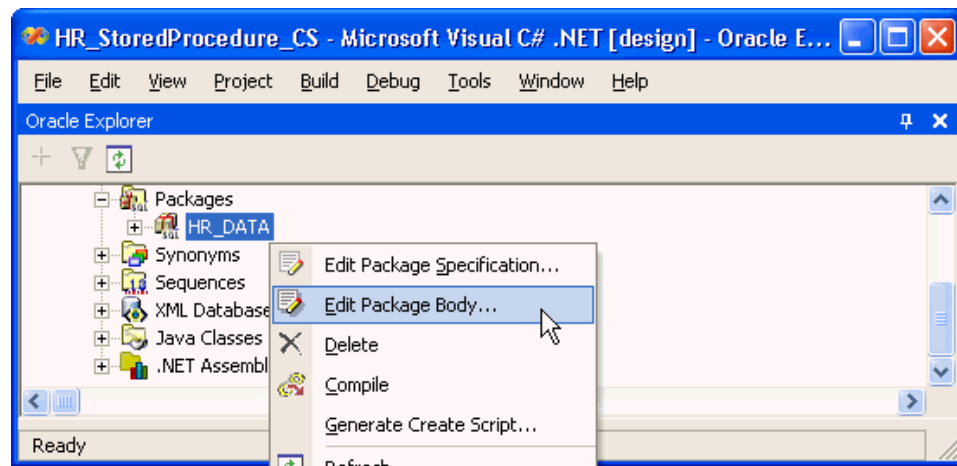 HR_StoredProcedure_CS - Microsoft Visual C# .NET [design] - Oracle E...
File Edit View Project Build Debug Tools Window Help
Oracle Explorer
Packages
HR_DATA
Synonyms
Sequences
XML Database
Java Classes
.NET Assembl
Edit Package Specification...
Edit Package Body...
Delete
Compile
Generate Create Script...
Refresh
Ready